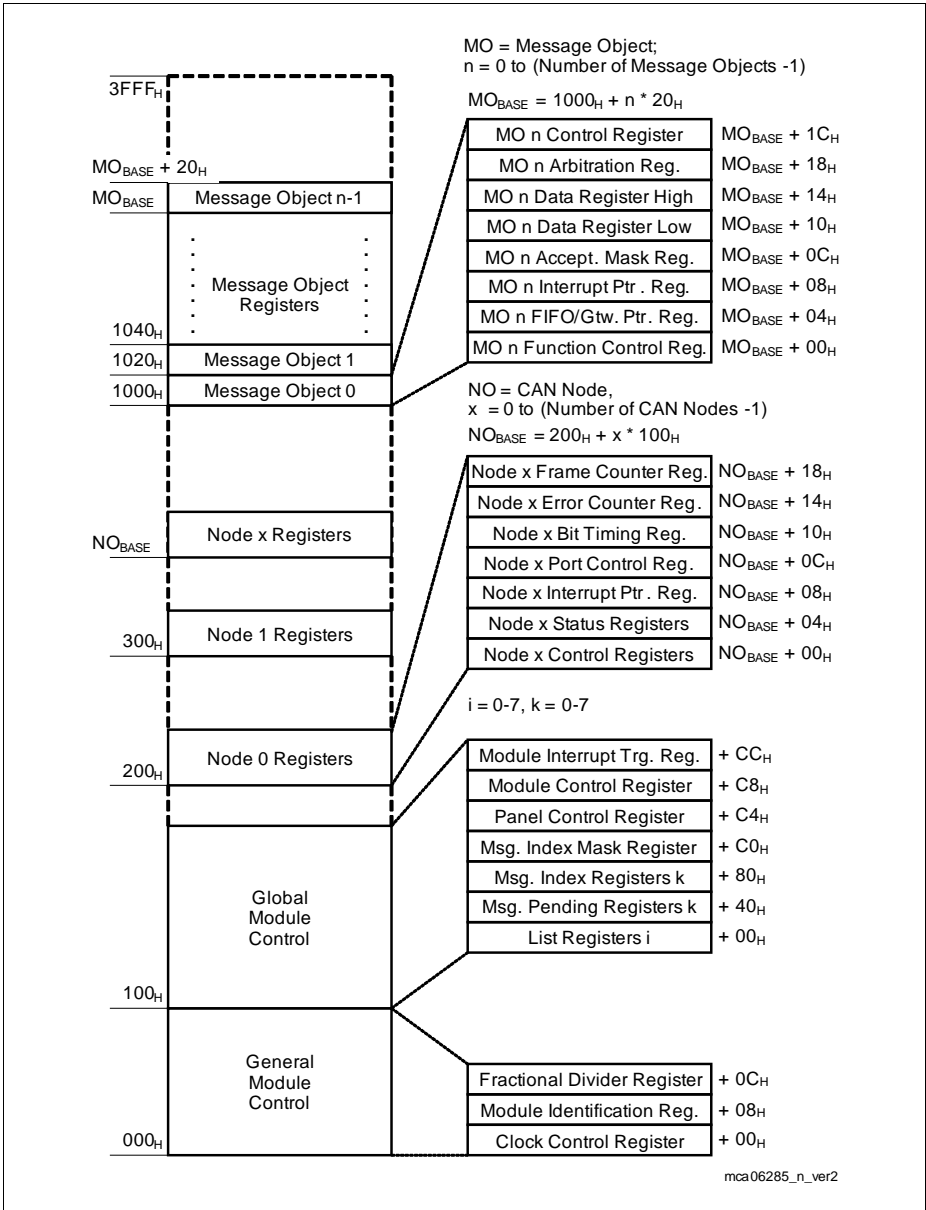 MO = Message Object;
n = 0 to (Number of Message Objects -1)
MOBASE = 1000H + n * 20H
3FFFH
MOBASE + 20H
MOBASE
Message Object n-1
Message Object
Registers
1040H
1020H
Message Object 1
1000H
Message Object 0
MO n Control Register MOBASE + 1CH
MO n Arbitration Reg. MOBASE + 18H
MO n Data Register High MOBASE + 14H
MO n Data Register Low MOBASE + 10H
MO n Accept. Mask Reg. MOBASE + 0CH
MO n Interrupt Ptr . Reg. MOBASE + 08H
MO n FIFO/Gtw. Ptr. Reg. MOBASE + 04H
MO n Function Control Reg. MOBASE + 00H
NO = CAN Node,
x = 0 to (Number of CAN Nodes -1)
NOBASE = 200H + x * 100H
NOBASE
Node x Registers
300H
Node 1 Registers
200H
Node 0 Registers
Node x Frame Counter Reg. NOBASE + 18H
Node x Error Counter Reg. NOBASE + 14H
Node x Bit Timing Reg. NOBASE + 10H
Node x Port Control Reg. NOBASE + 0CH
Node x Interrupt Ptr . Reg. NOBASE + 08H
Node x Status Registers NOBASE + 04H
Node x Control Registers NOBASE + 00H
i = 0-7, k = 0-7
Global
Module
Control
100H
Module Interrupt Trg. Reg. + CCH
Module Control Register + C8H
Panel Control Register + C4H
Msg. Index Mask Register + C0H
Msg. Index Registers k + 80H
Msg. Pending Registers k + 40H
List Registers i + 00H
General
Module
Control
000H
Fractional Divider Register + 0CH
Module Identification Reg. + 08H
Clock Control Register + 00H
mca06285_n_ver2